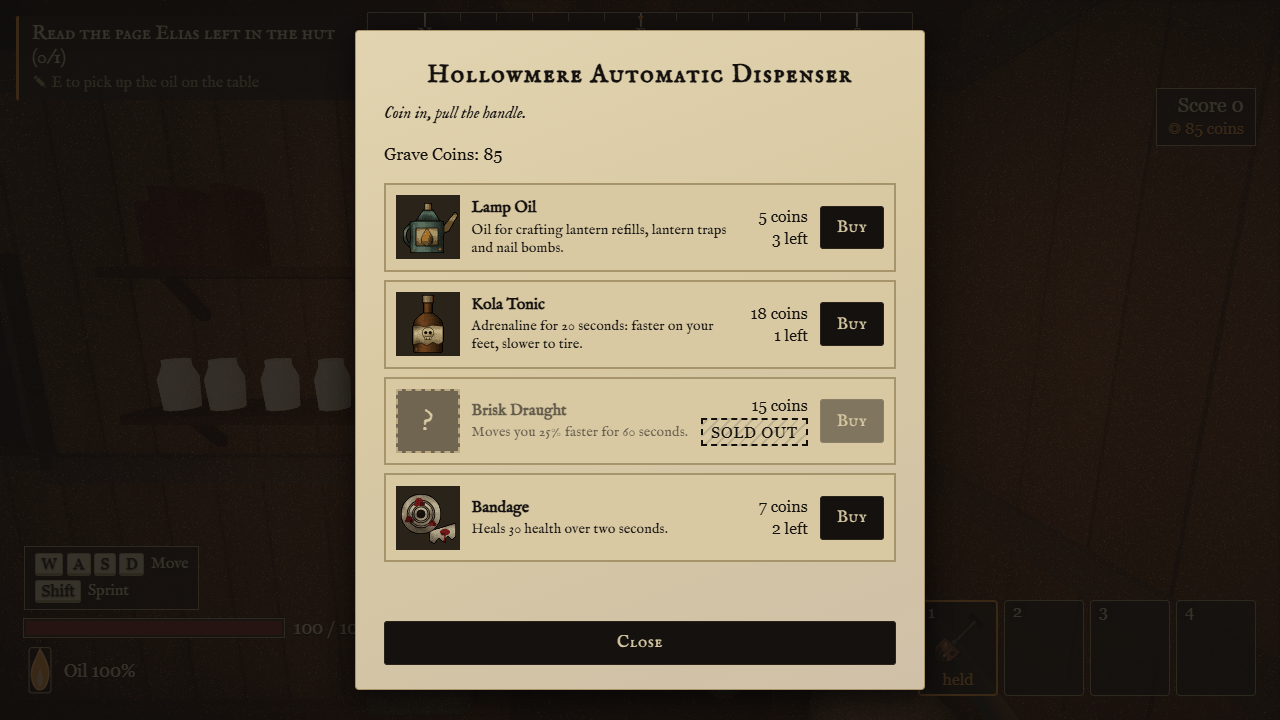 Read the page Elias left in the hut
(0/1)
E to pick up the oil on the table
Hollowmere Automatic Dispenser
Coin in, pull the handle.
Grave Coins: 85
Score 0
85 coins
Lamp Oil
Oil for crafting lantern refills, lantern traps
and nail bombs.
5 coins
3 left
Buy
Kola Tonic
Adrenaline for 20 seconds: faster on your
feet, slower to tire.
18 coins
1 left
Buy
?
Brisk Draught
Moves you 25% faster for 60 seconds.
15 coins
SOLD OUT
Buy
Bandage
Heals 30 health over two seconds.
7 coins
2 left
Buy
Close
W A S D Move
Shift Sprint
100 / 10
Oil 100%
1
held
2
3
4